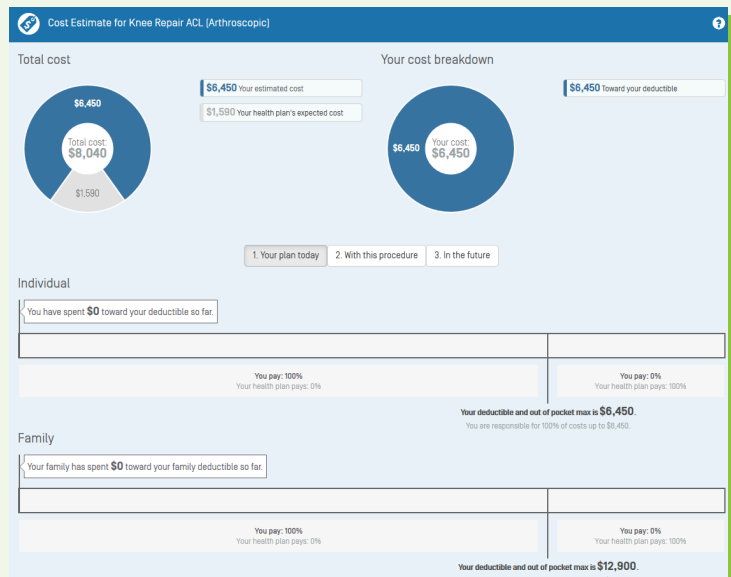 Cost Estimate for Knee Repair ACL (Arthroscopic)
?
Total cost
Your cost breakdown
$6,450
Total cost:
$8,040
$1,590
$6,450 Your estimated cost
$1,590 Your health plan's expected cost
$6,450
Your cost:
$6,450
$6,450 Toward your deductible
1. Your plan today
2. With this procedure
3. In the future
Individual
You have spent $0 toward your deductible so far.
You pay: 100%
Your health plan pays: 0%
You pay: 0%
Your health plan pays: 100%
Your deductible and out of pocket max is $6,450.
You are responsible for 100% of costs up to $6,450.
Family
Your family has spent $0 toward your family deductible so far.
You pay: 100%
Your health plan pays: 0%
You pay: 0%
Your health plan pays: 100%
Your deductible and out of pocket max is $12,900.